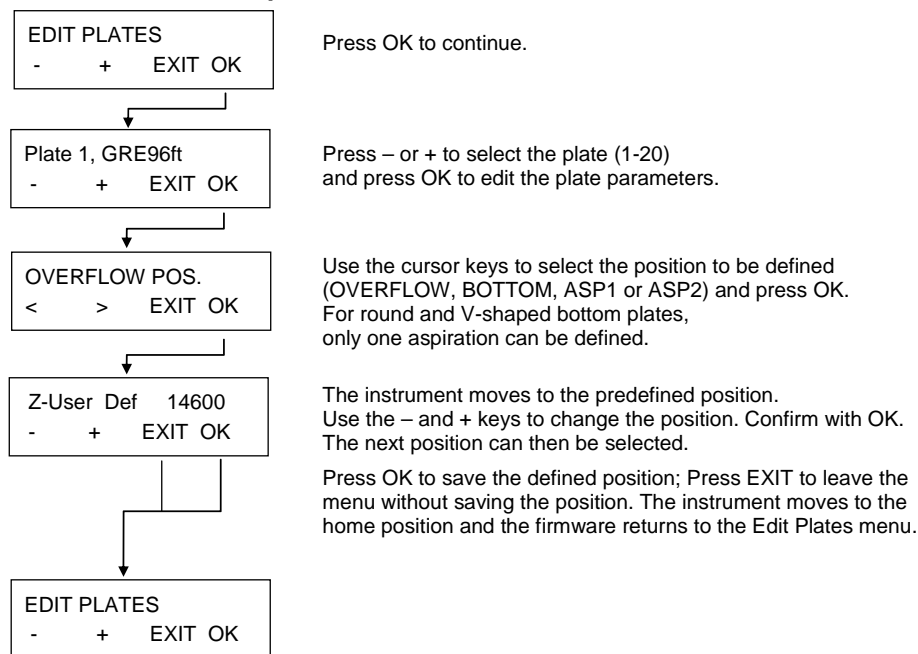 EDIT PLATES
- + EXIT OK
Press OK to continue.
Plate 1, GRE96ft
- + EXIT OK
Press – or + to select the plate (1-20)
and press OK to edit the plate parameters.
OVERFLOW POS.
< > EXIT OK
Use the cursor keys to select the position to be defined
(OVERFLOW, BOTTOM, ASP1 or ASP2) and press OK.
For round and V-shaped bottom plates,
only one aspiration can be defined.
Z-User Def 14600
- + EXIT OK
The instrument moves to the predefined position.
Use the – and + keys to change the position. Confirm with OK.
The next position can then be selected.
Press OK to save the defined position; Press EXIT to leave the
menu without saving the position. The instrument moves to the
home position and the firmware returns to the Edit Plates menu.
EDIT PLATES
- + EXIT OK